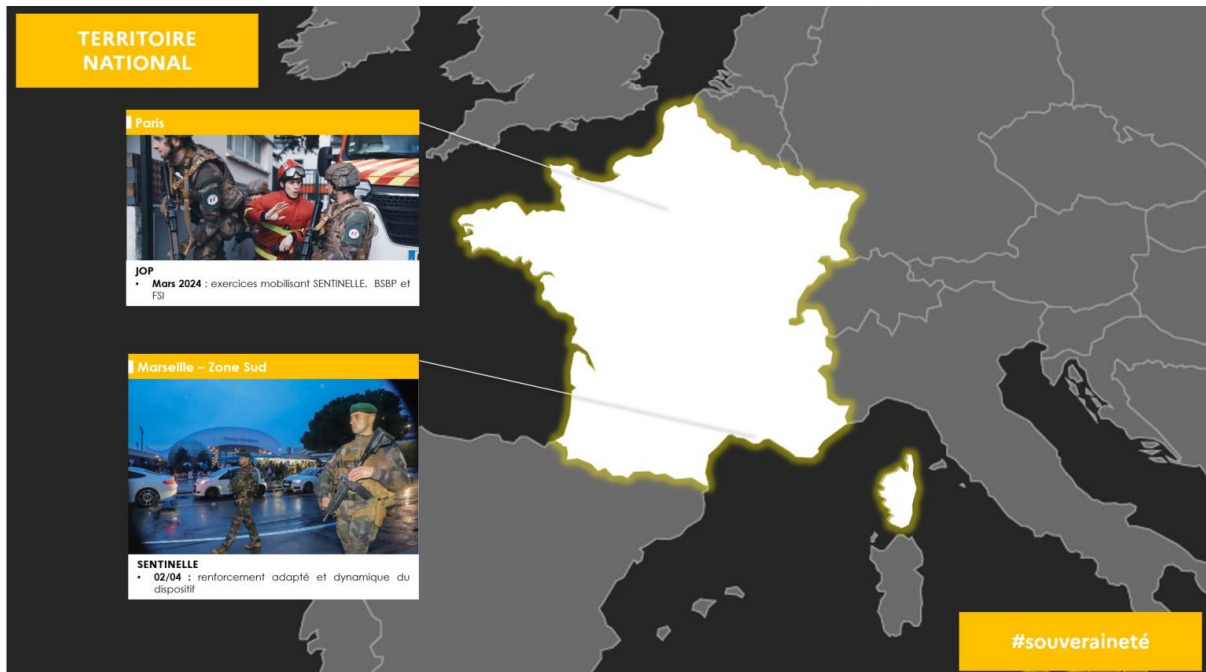 TERRITOIRE
NATIONAL
Paris
JOP
• Mars 2024 : exercices mobilisant SENTINELLE, BSBP et
FSI
Marseille – Zone Sud
SENTINELLE
• 02/04 : renforcement adapté et dynamique du
dispositif
#souveraineté